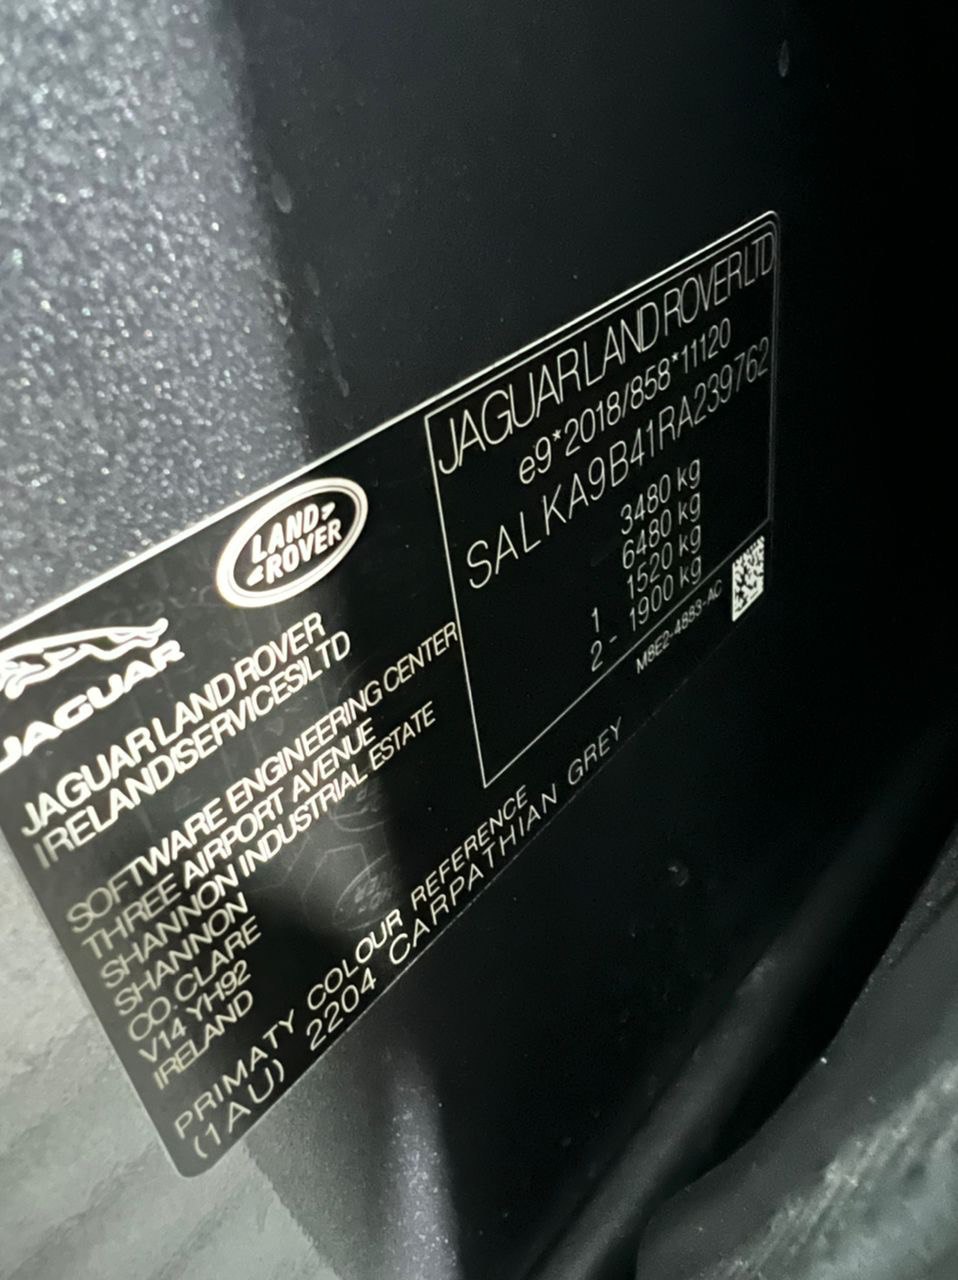 JAGUAR LAND ROVER LTD
e9*2018/858*11120
SALKA9B41RA239762
3480 kg
6480 kg
1 1520 kg
2 - 1900 kg
M8E2-4883-AC
LAND
ROVER
JAGUAR
JAGUAR LAND ROVER
IRELAND(SERVICES)LTD
SOFTWARE ENGINEERING CENTER
THREE AIRPORT AVENUE
SHANNON INDUSTRIAL ESTATE
SHANNON
CO. CLARE
V14 YH92
IRELAND
PRIMATY COLOUR REFERENCE
(1AU) 2204 CARPATHIAN GREY